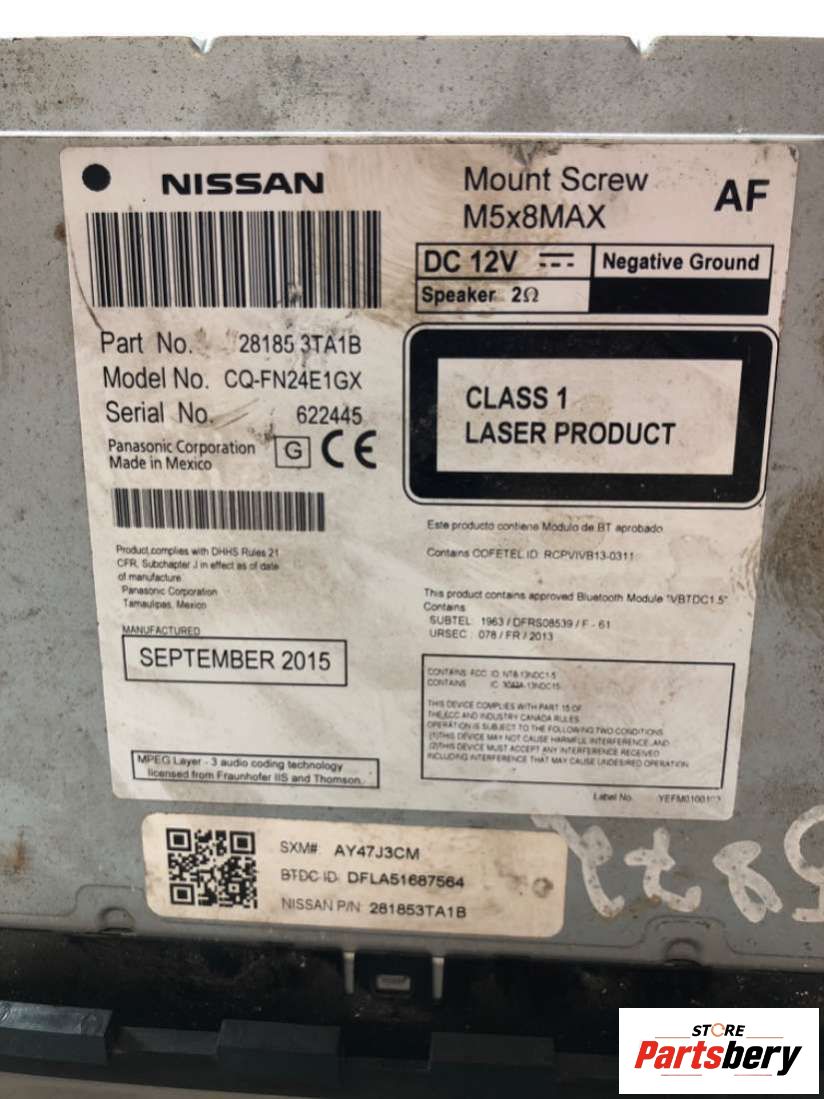 NISSAN
Mount Screw
M5x8MAX
AF
DC 12V
Negative Ground
Speaker 2Ω
Part No. 28185 3TA1B
Model No. CQ-FN24E1GX
Serial No. 622445
Panasonic Corporation
Made in Mexico
G CE
CLASS 1
LASER PRODUCT
Product complies with DHHS Rules 21
CFR, Subchapter J in effect as of date
of manufacture
Panasonic Corporation
Tamaulipas, Mexico
MANUFACTURED
SEPTEMBER 2015
MPEG Layer - 3 audio coding technology
licensed from Fraunhofer IIS and Thomson.
Este producto contiene Modulo de BT aprobado
Contains COFETEL ID: RCPVIVB13-0311
This product contains approved Bluetooth Module "VBTDC1.5"
Contains
SUBTEL: 1963 / DFRS08539 / F - 61
URSEC: 078 / FR / 2013
CONTAINS FCC ID:
CONTAINS IC:
THIS DEVICE COMPLIES WITH PART 15 OF
THE FCC AND INDUSTRY CANADA RULES
OPERATION IS SUBJECT TO THE FOLLOWING TWO CONDITIONS
(1)THIS DEVICE MAY NOT CAUSE HARMFUL INTERFERENCE, AND
(2)THIS DEVICE MUST ACCEPT ANY INTERFERENCE RECEIVED
INCLUDING INTERFERENCE THAT MAY CAUSE UNDESIRED OPERATION
Label No.
SXM# AY47J3CM
BTDC ID: DFLA51687564
NISSAN P/N: 281853TA1B
STORE
Partsbery